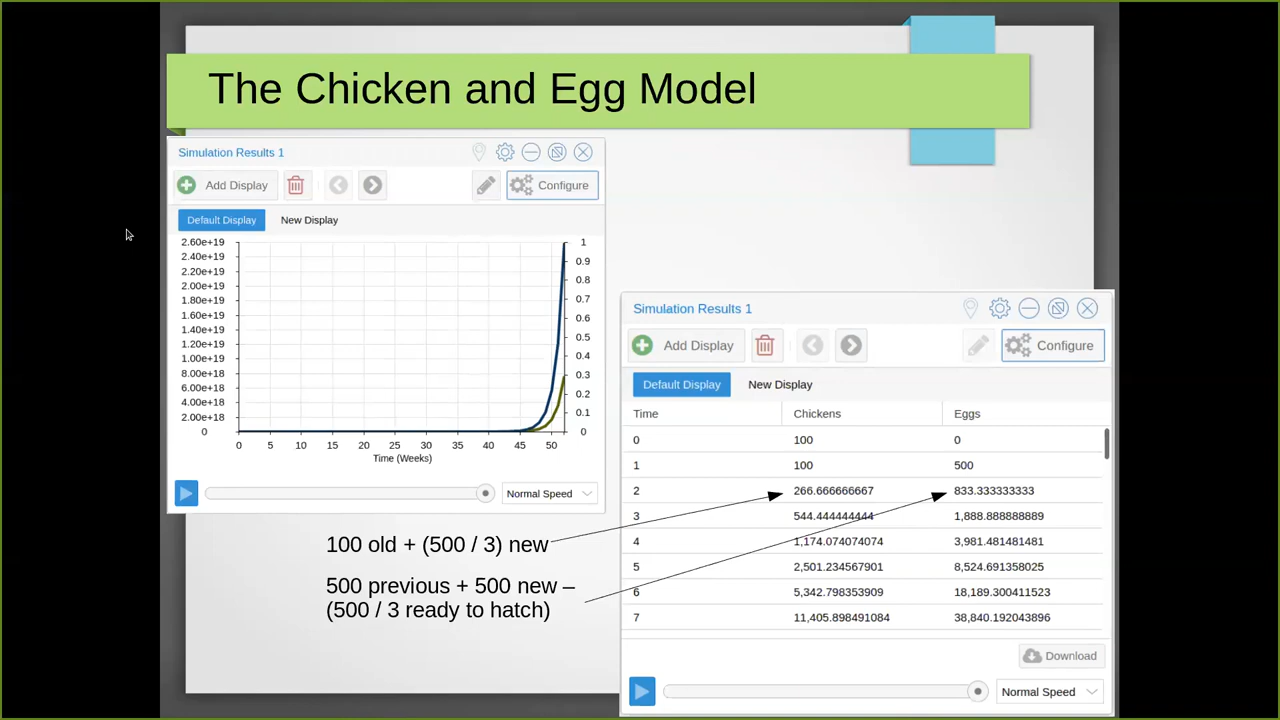 The Chicken and Egg Model
Simulation Results 1
Add Display
Configure
Default Display New Display
2.60e+19
2.40e+19
2.20e+19
2.00e+19
1.80e+19
1.60e+19
1.40e+19
1.20e+19
1.00e+19
8.00e+18
6.00e+18
4.00e+18
2.00e+18
0
1
0.9
0.8
0.7
0.6
0.5
0.4
0.3
0.2
0.1
0
0 5 10 15 20 25 30 35 40 45 50
Time (Weeks)
Normal Speed
100 old + (500 / 3) new
500 previous + 500 new –
(500 / 3 ready to hatch)
Simulation Results 1
Add Display
Configure
Default Display New Display
Time Chickens Eggs
0 100 0
1 100 500
2 266.666666667 833.333333333
3 544.444444444 1,888.888888889
4 1,174.074074074 3,981.481481481
5 2,501.234567901 8,524.691358025
6 5,342.798353909 18,189.300411523
7 11,405.898491084 38,840.192043896
Download
Normal Speed